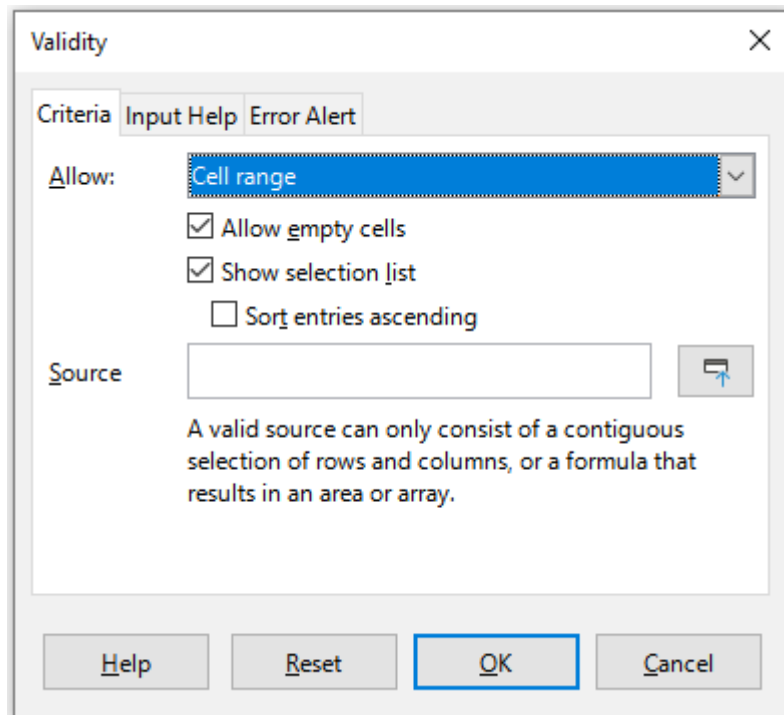 Validity
Criteria Input Help Error Alert
Allow: Cell range
Allow empty cells
Show selection list
Sort entries ascending
Source
A valid source can only consist of a contiguous
selection of rows and columns, or a formula that
results in an area or array.
Help Reset OK Cancel